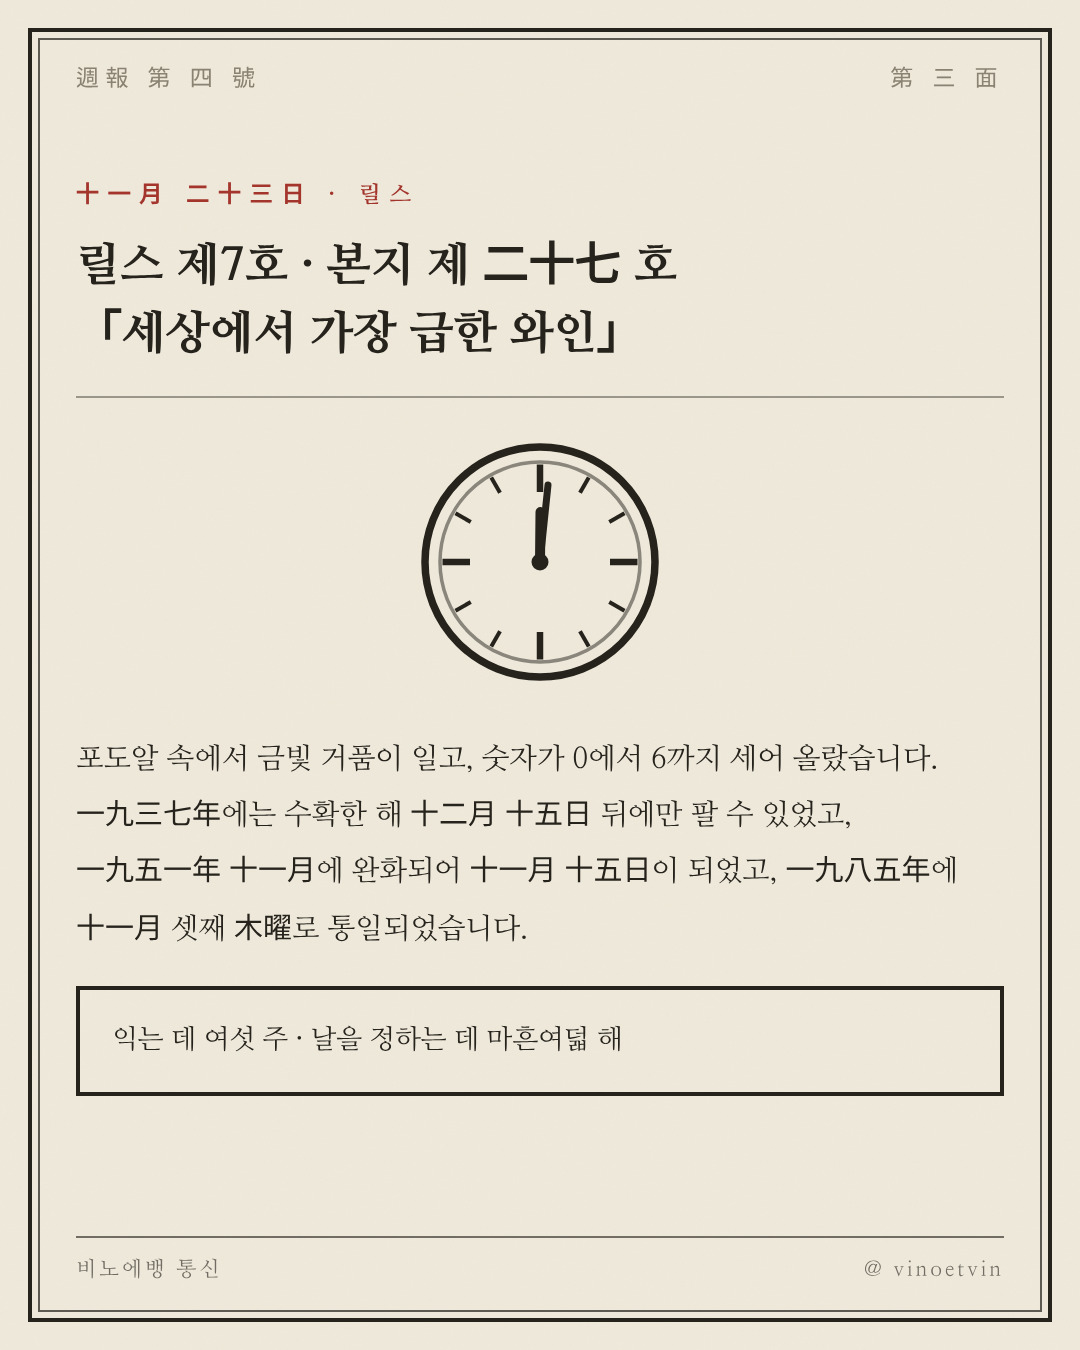 週報 第 四 號
第 三 面
十一月 二十三日 · 릴스
릴스 제7호 · 본지 제 二十七 호
「세상에서 가장 급한 와인」
포도알 속에서 금빛 거품이 일고, 숫자가 0에서 6까지 세어 올랐습니다.
一九三七年에는 수확한 해 十二月 十五日 뒤에만 팔 수 있었고,
一九五一年 十一月에 완화되어 十一月 十五日이 되었고, 一九八五年에
十一月 셋째 木曜로 통일되었습니다.
익는 데 여섯 주 · 날을 정하는 데 마흔여덟 해
비노에뱅 통신
@ vinoetvin